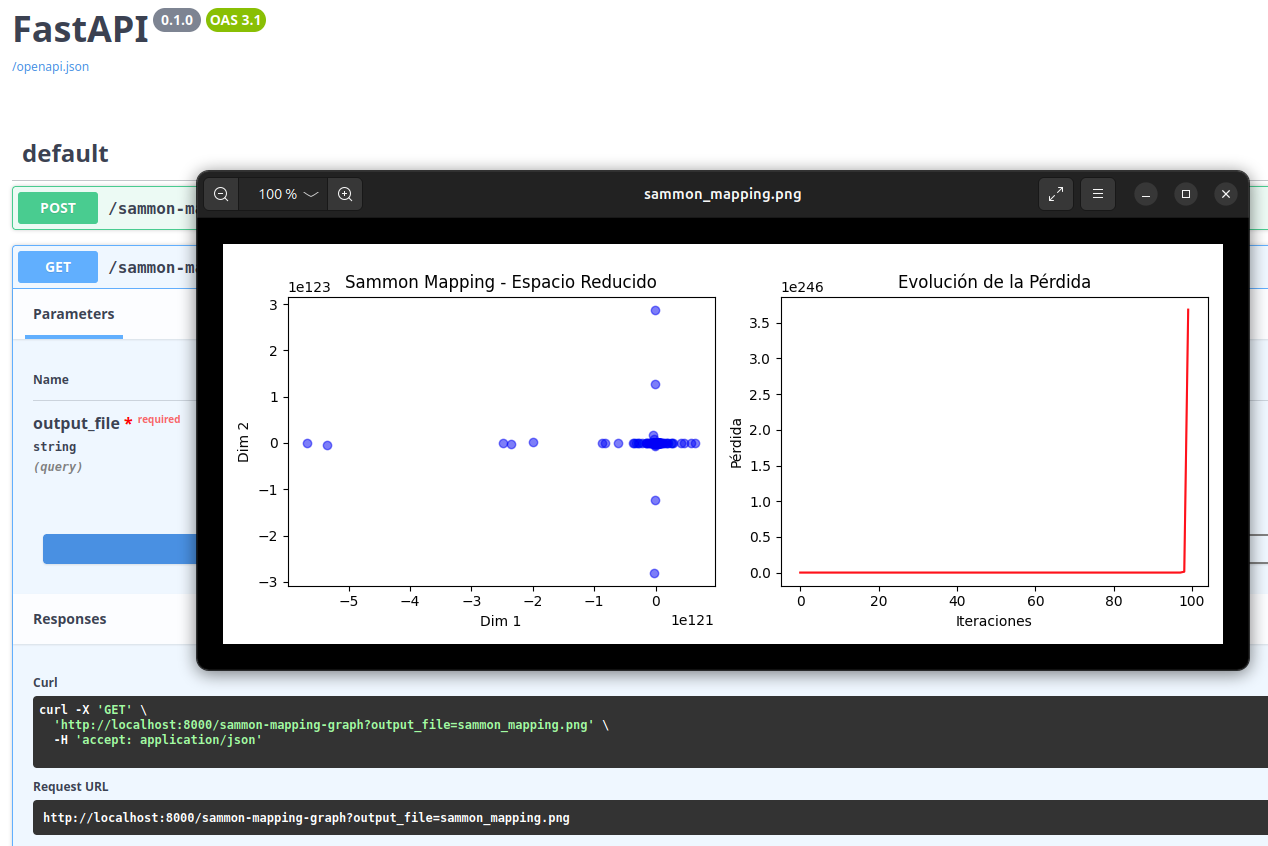 FastAPI 0.1.0 OAS 3.1
/openapi.json
default
POST /sammon-ma
GET /sammon-ma
Parameters
Name
output_file * required
string
(query)
Responses
Curl
curl -X 'GET' \
'http://localhost:8000/sammon-mapping-graph?output_file=sammon_mapping.png' \
-H 'accept: application/json'
Request URL
http://localhost:8000/sammon-mapping-graph?output_file=sammon_mapping.png
100 %
sammon_mapping.png
1e123
Sammon Mapping - Espacio Reducido
3
2
1
0
−1
−2
−3
Dim 2
−5 −4 −3 −2 −1 0
Dim 1
1e121
1e246
Evolución de la Pérdida
3.5
3.0
2.5
2.0
1.5
1.0
0.5
0.0
Pérdida
0 20 40 60 80 100
Iteraciones